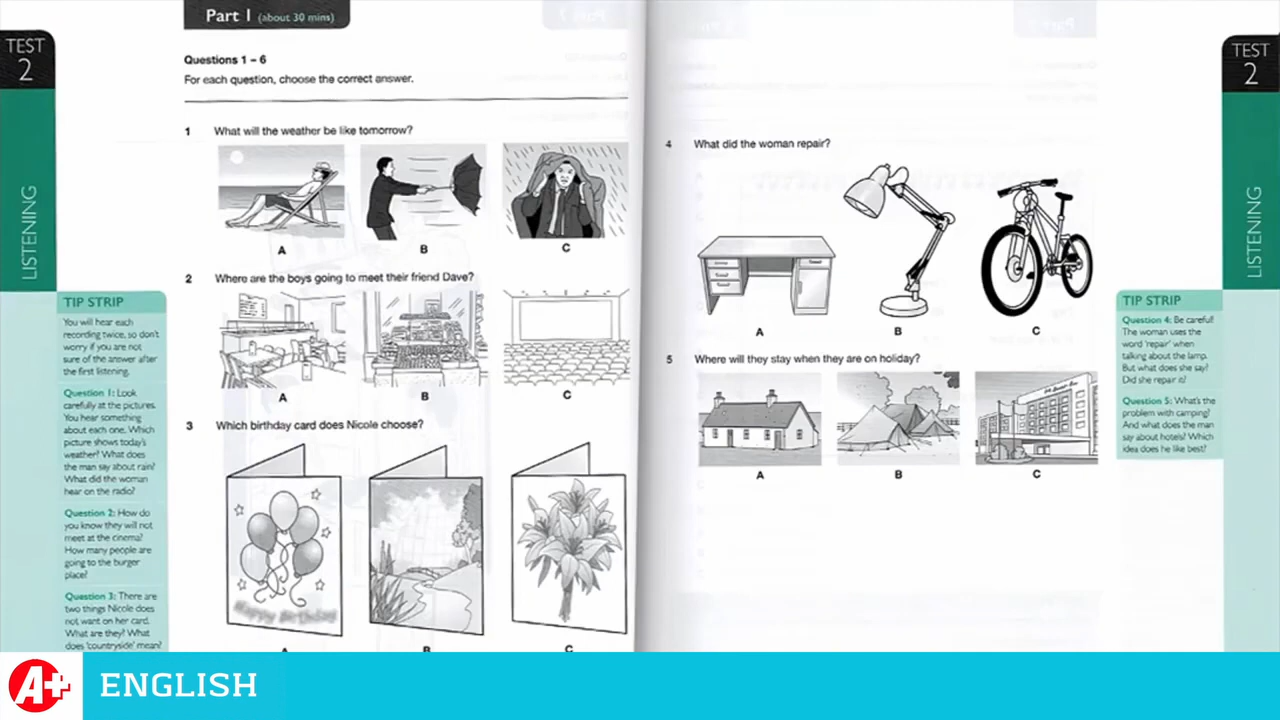 Part 1 (about 30 mins)
TEST
2
LISTENING
Questions 1 – 6
For each question, choose the correct answer.
1 What will the weather be like tomorrow?
A B C
2 Where are the boys going to meet their friend Dave?
A B C
3 Which birthday card does Nicole choose?
Happy Birthday
A B C
TIP STRIP
You will hear each
recording twice, so don't
worry if you are not
sure of the answer after
the first listening.
Question 1: Look
carefully at the pictures.
You hear something
about each one. Which
picture shows today's
weather? What does
the man say about rain?
What did the woman
hear on the radio?
Question 2: How do
you know they will not
meet at the cinema?
How many people are
going to the burger
place?
Question 3: There are
two things Nicole does
not want on her card.
What are they? What
does 'countryside' mean?
4 What did the woman repair?
A B C
5 Where will they stay when they are on holiday?
A B C
TEST
2
LISTENING
TIP STRIP
Question 4: Be careful!
The woman uses the
word 'repair' when
talking about the lamp.
But what does she say?
Did she repair it?
Question 5: What's the
problem with camping?
And what does the man
say about hotels? Which
idea does he like best?
A+ ENGLISH